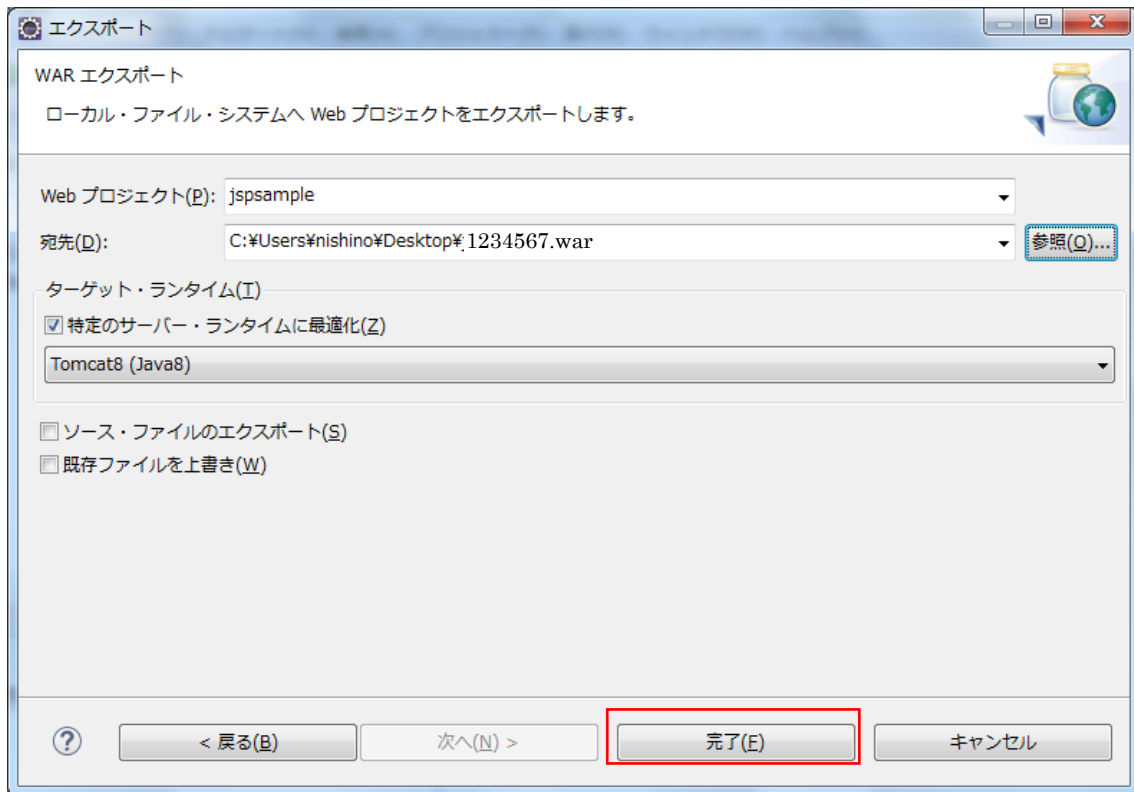 エクスポート
WAR エクスポート
ローカル・ファイル・システムへ Web プロジェクトをエクスポートします。
Web プロジェクト(P): jspsample
宛先(D): C:¥Users¥nishino¥Desktop¥1234567.war 参照(O)...
ターゲット・ランタイム(T)
特定のサーバー・ランタイムに最適化(Z)
Tomcat8 (Java8)
ソース・ファイルのエクスポート(S)
既存ファイルを上書き(W)
? < 戻る(B) 次へ(N) > 完了(F) キャンセル